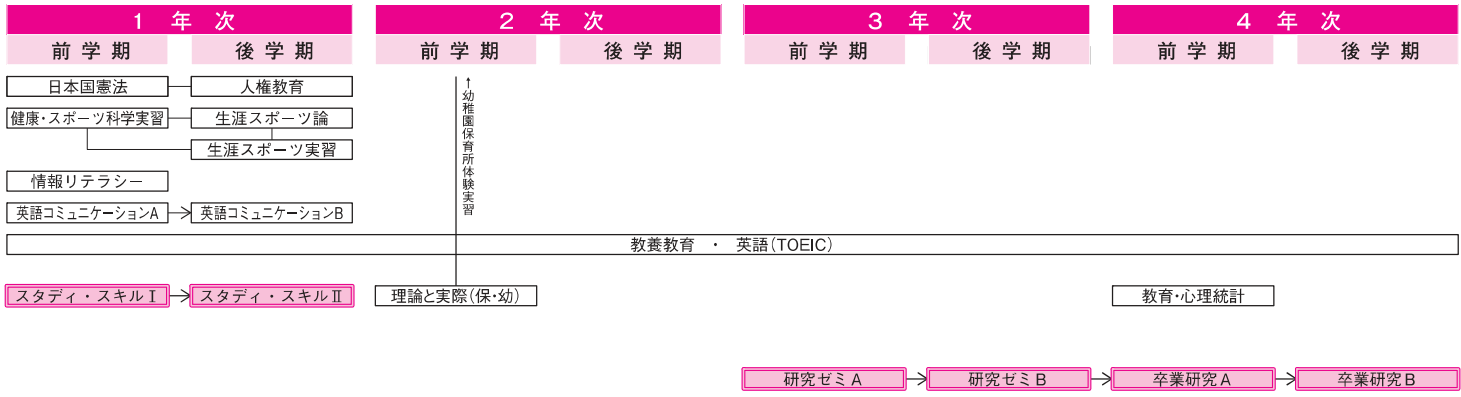 1 年 次
2 年 次
3 年 次
4 年 次
前 学 期
後 学 期
前 学 期
後 学 期
前 学 期
後 学 期
前 学 期
後 学 期
日本国憲法
人権教育
健康・スポーツ科学実習
生涯スポーツ論
生涯スポーツ実習
情報リテラシー
英語コミュニケーションA
英語コミュニケーションB
↑幼稚園保育所体験実習
教養教育 ・ 英語(TOEIC)
スタディ・スキルⅠ
スタディ・スキルⅡ
理論と実際(保・幼)
教育・心理統計
研究ゼミA
研究ゼミB
卒業研究A
卒業研究B